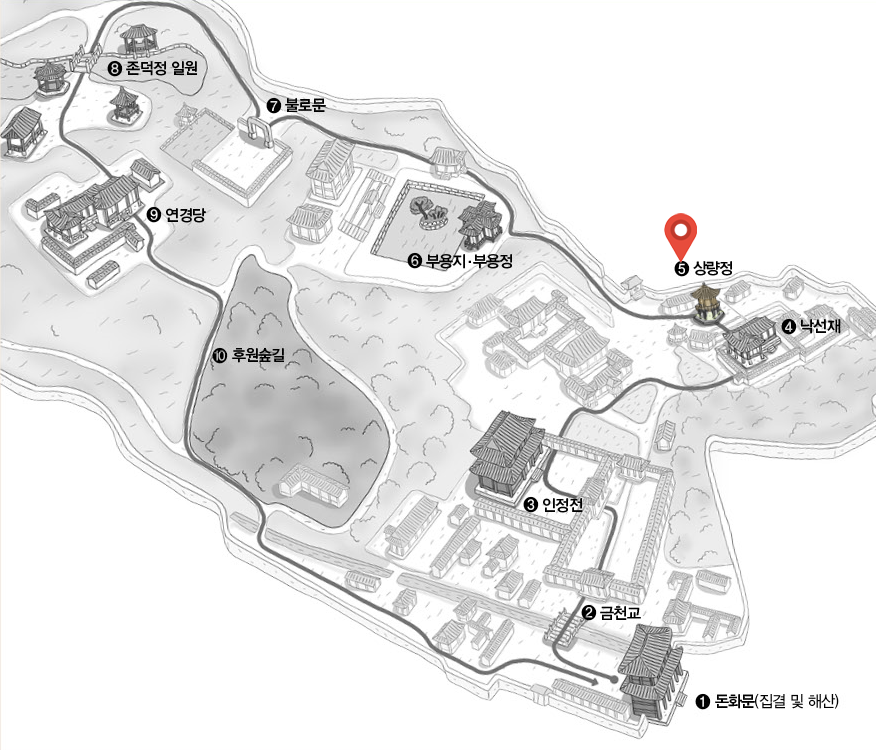 ❽ 존덕정 일원
❼ 불로문
❾ 연경당
❻ 부용지·부용정
❺ 상량정
❹ 낙선재
❿ 후원숲길
❸ 인정전
❷ 금천교
❶ 돈화문(집결 및 해산)